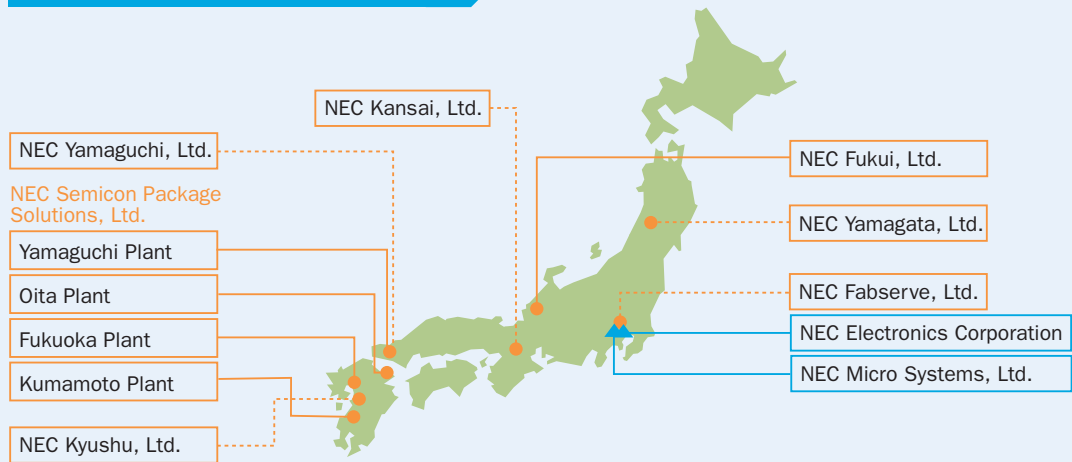 NEC Kansai, Ltd.
NEC Yamaguchi, Ltd.
NEC Semicon Package
Solutions, Ltd.
Yamaguchi Plant
Oita Plant
Fukuoka Plant
Kumamoto Plant
NEC Kyushu, Ltd.
NEC Fukui, Ltd.
NEC Yamagata, Ltd.
NEC Fabserve, Ltd.
NEC Electronics Corporation
NEC Micro Systems, Ltd.